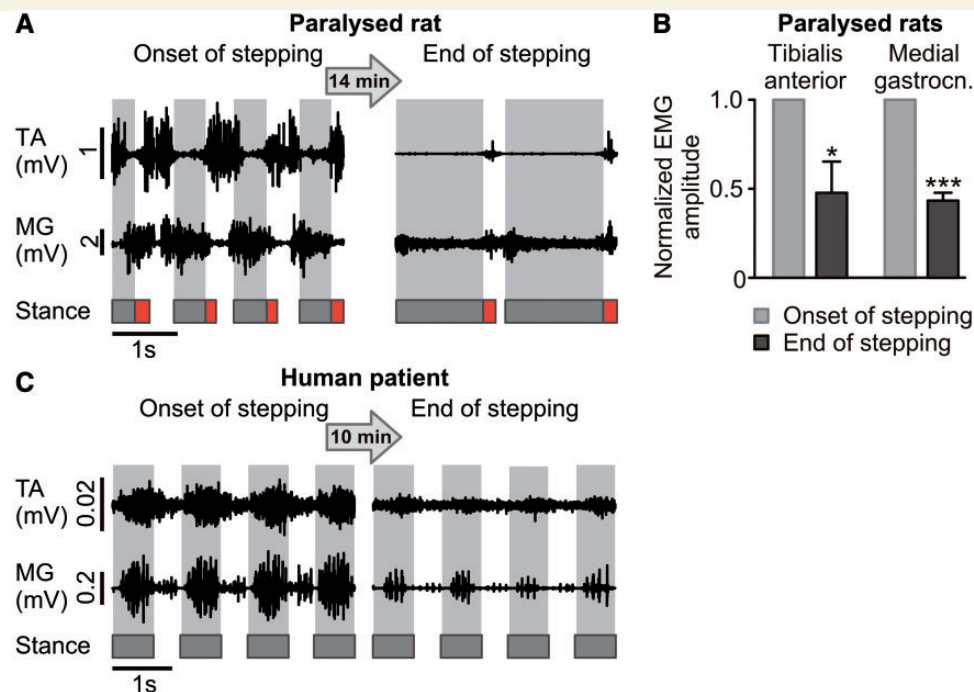 A
Paralysed rat
Onset of stepping
14 min
End of stepping
TA
(mV)
1
MG
(mV)
2
Stance
1s
B
Paralysed rats
Tibialis
anterior
Medial
gastrocn.
Normalized EMG
amplitude
1.0
0.5
0
*
***
Onset of stepping
End of stepping
C
Human patient
Onset of stepping
10 min
End of stepping
TA
(mV)
0.02
MG
(mV)
0.2
Stance
1s